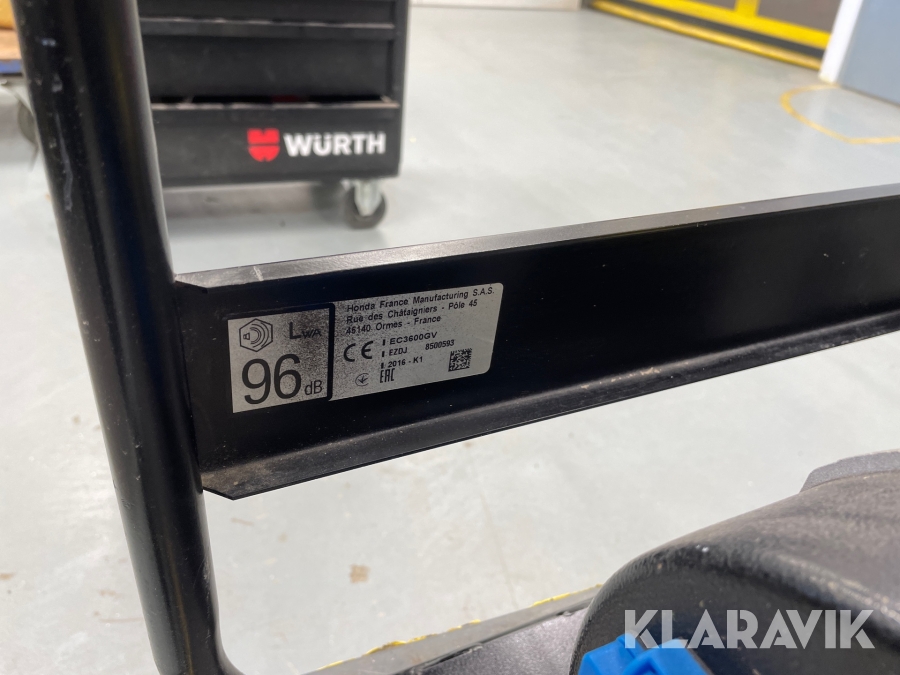 WÜRTH
LWA
96 dB
Honda France Manufacturing S.A.S.
Rue des Châtaigniers - Pôle 45
45140 Ormes - France
CE
EC3600GV
EZDJ 8500593
2016 - K1
EAC
KLARAVIK